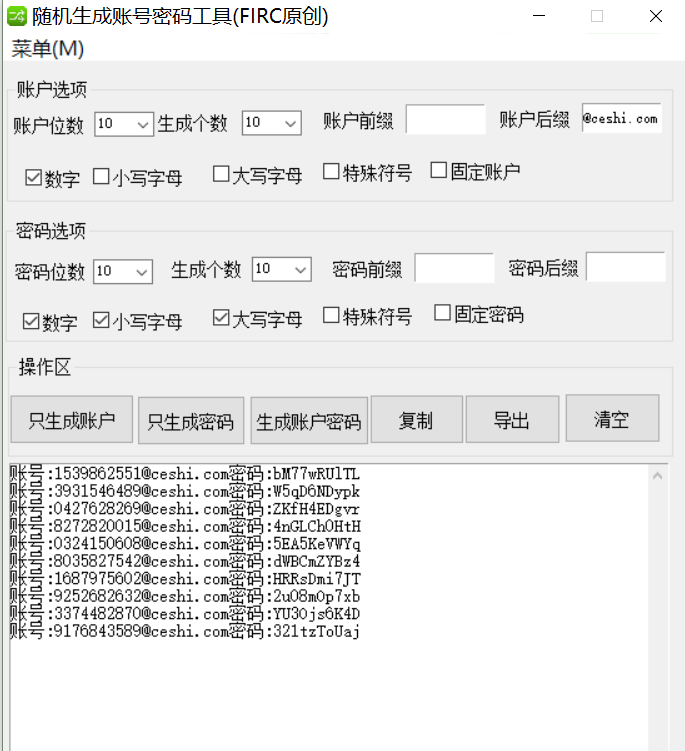 随机生成账号密码工具(FIRC原创)
菜单(M)
账户选项
账户位数 10 生成个数 10 账户前缀 账户后缀 @ceshi.com
数字 小写字母 大写字母 特殊符号 固定账户
密码选项
密码位数 10 生成个数 10 密码前缀 密码后缀
数字 小写字母 大写字母 特殊符号 固定密码
操作区
只生成账户 只生成密码 生成账户密码 复制 导出 清空
账号:1539862551@ceshi.com密码:bM77wRUlTL
账号:3931546489@ceshi.com密码:W5qD6NDypk
账号:0427628269@ceshi.com密码:ZKfH4EDgvr
账号:8272820015@ceshi.com密码:4nGLChOHtH
账号:0324150608@ceshi.com密码:5EA5KeVWYq
账号:8035827542@ceshi.com密码:dWBCmZYBz4
账号:1687975602@ceshi.com密码:HRRsDmi7JT
账号:9252682632@ceshi.com密码:2u08mOp7xb
账号:3374482870@ceshi.com密码:YU3Ojs6K4D
账号:9176843589@ceshi.com密码:321tzToUaj